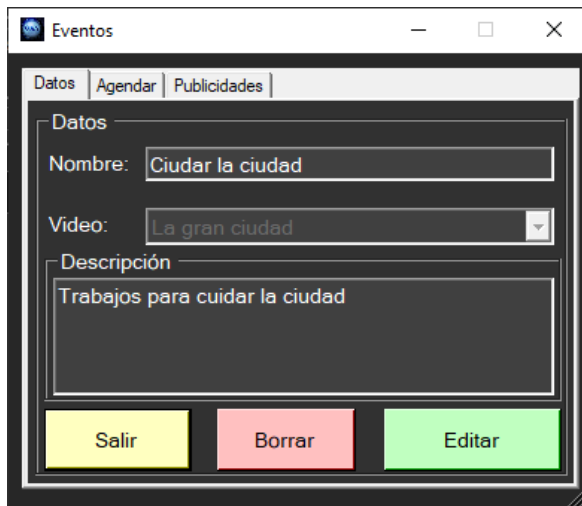 Eventos
Datos Agendar Publicidades
Datos
Nombre: Ciudar la ciudad
Video: La gran ciudad
Descripción
Trabajos para cuidar la ciudad
Salir Borrar Editar